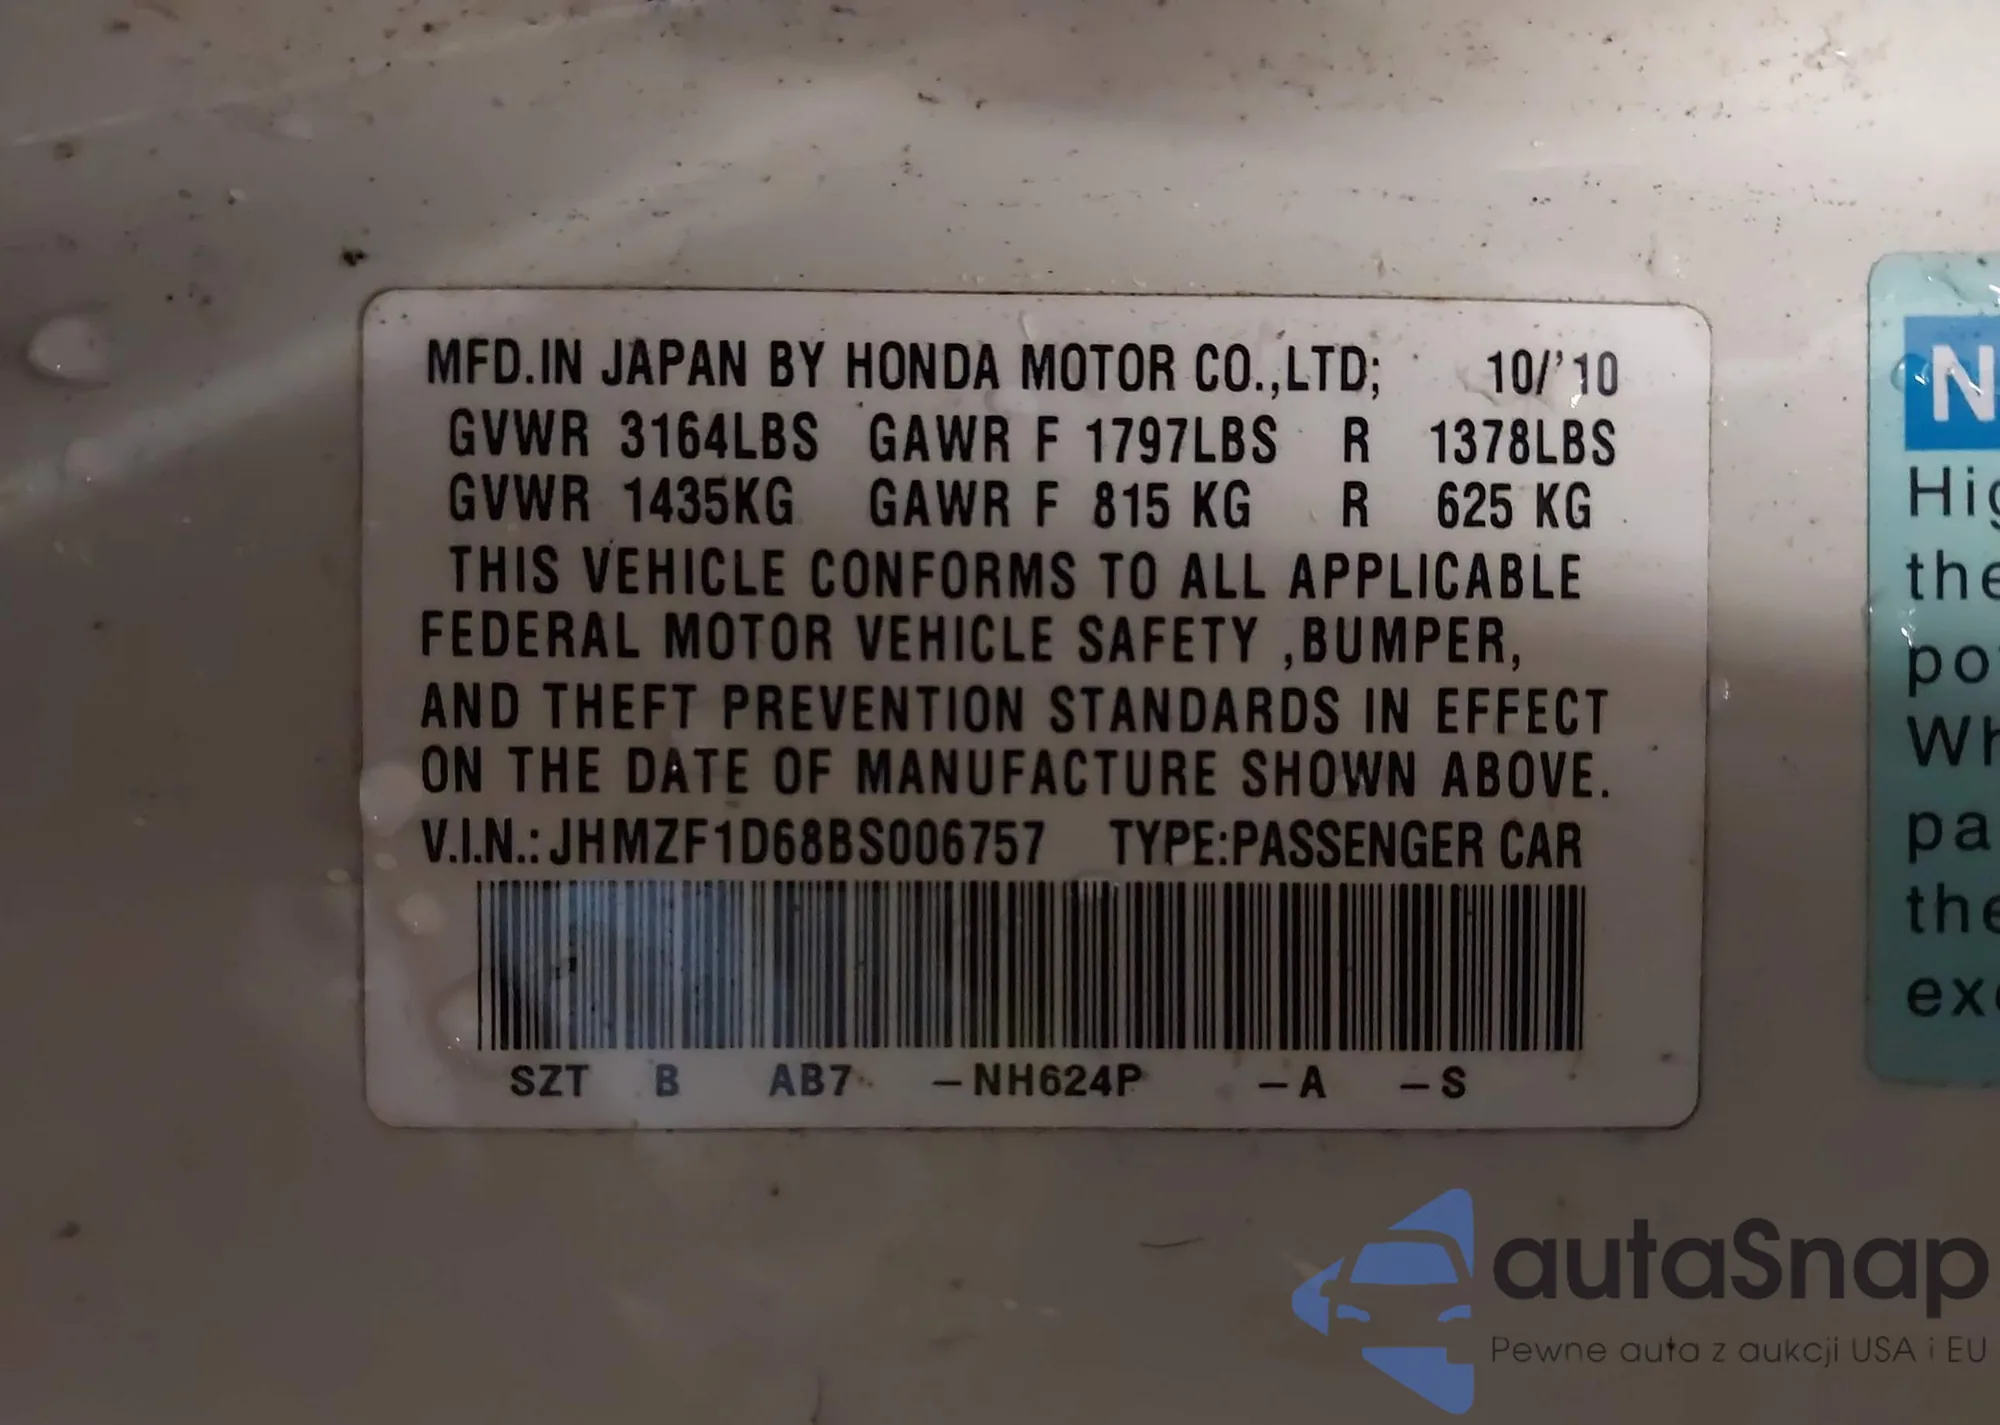 MFD.IN JAPAN BY HONDA MOTOR CO.,LTD; 10/'10
GVWR 3164LBS GAWR F 1797LBS R 1378LBS
GVWR 1435KG GAWR F 815 KG R 625 KG
THIS VEHICLE CONFORMS TO ALL APPLICABLE
FEDERAL MOTOR VEHICLE SAFETY ,BUMPER,
AND THEFT PREVENTION STANDARDS IN EFFECT
ON THE DATE OF MANUFACTURE SHOWN ABOVE.
V.I.N.: JHMZF1D68BS006757 TYPE:PASSENGER CAR
SZT B AB7 -NH624P -A -S
autaSnap
Pewne auta z aukcji USA i EU